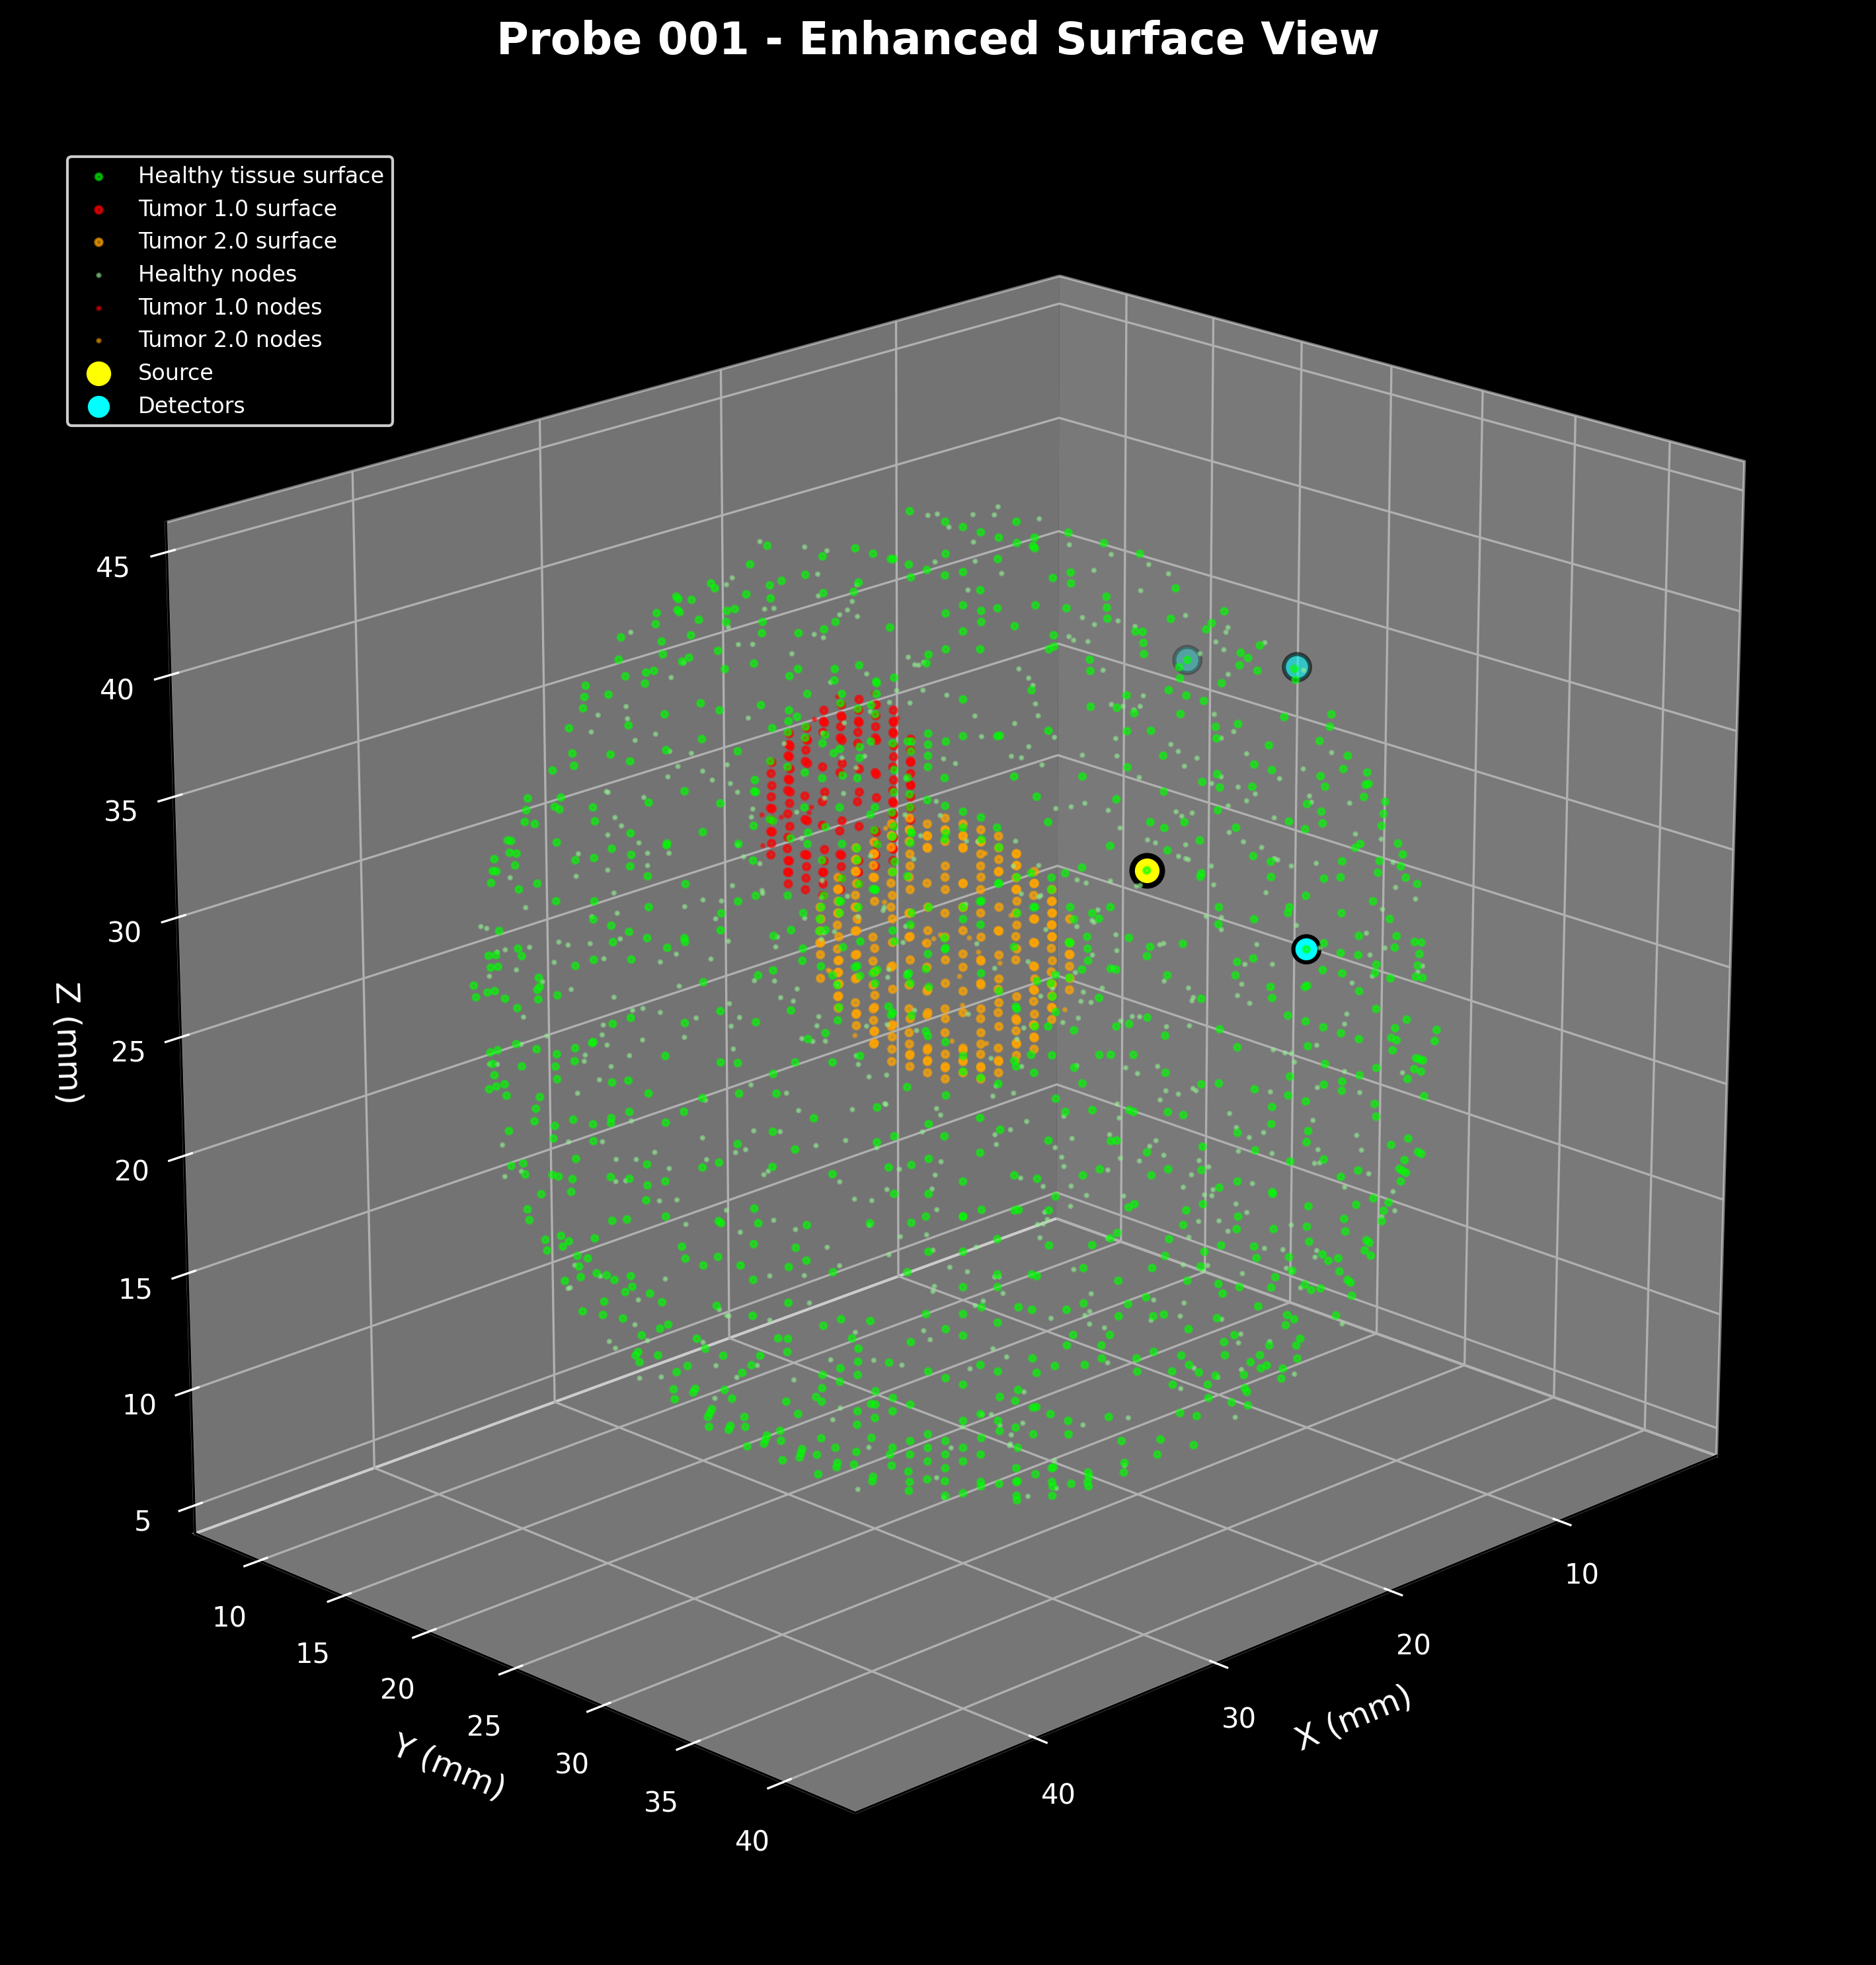 Probe 001 - Enhanced Surface View
Healthy tissue surface
Tumor 1.0 surface
Tumor 2.0 surface
Healthy nodes
Tumor 1.0 nodes
Tumor 2.0 nodes
Source
Detectors
45
40
35
30
25
20
15
10
5
Z (mm)
10
15
20
25
30
35
40
Y (mm)
10
20
30
40
X (mm)